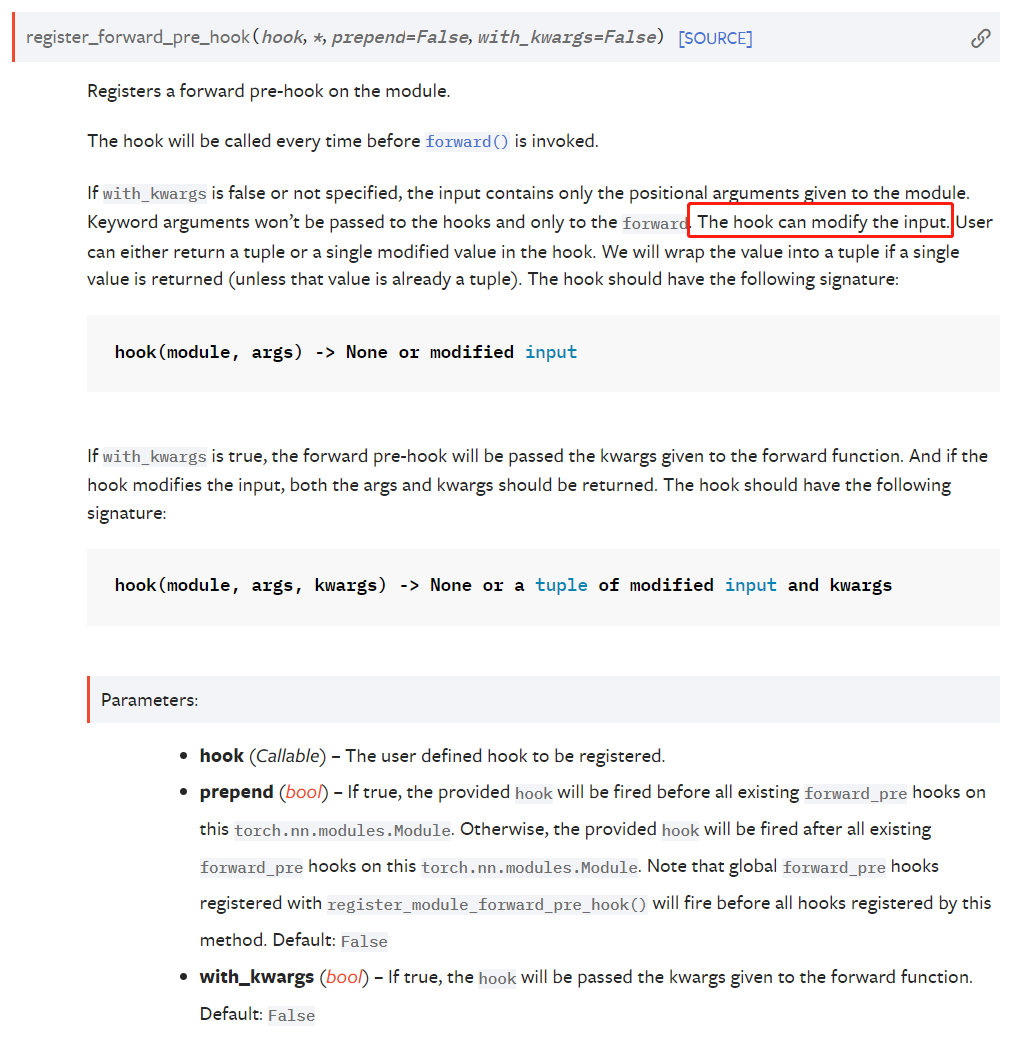 register_forward_pre_hook(hook, *, prepend=False, with_kwargs=False) [SOURCE]
Registers a forward pre-hook on the module.
The hook will be called every time before forward() is invoked.
If with_kwargs is false or not specified, the input contains only the positional arguments given to the module.
Keyword arguments won’t be passed to the hooks and only to the forward. The hook can modify the input. User
can either return a tuple or a single modified value in the hook. We will wrap the value into a tuple if a single
value is returned (unless that value is already a tuple). The hook should have the following signature:
hook(module, args) -> None or modified input
If with_kwargs is true, the forward pre-hook will be passed the kwargs given to the forward function. And if the
hook modifies the input, both the args and kwargs should be returned. The hook should have the following
signature:
hook(module, args, kwargs) -> None or a tuple of modified input and kwargs
Parameters:
• hook (Callable) – The user defined hook to be registered.
• prepend (bool) – If true, the provided hook will be fired before all existing forward_pre hooks on
this torch.nn.modules.Module. Otherwise, the provided hook will be fired after all existing
forward_pre hooks on this torch.nn.modules.Module. Note that global forward_pre hooks
registered with register_module_forward_pre_hook() will fire before all hooks registered by this
method. Default: False
• with_kwargs (bool) – If true, the hook will be passed the kwargs given to the forward function.
Default: False